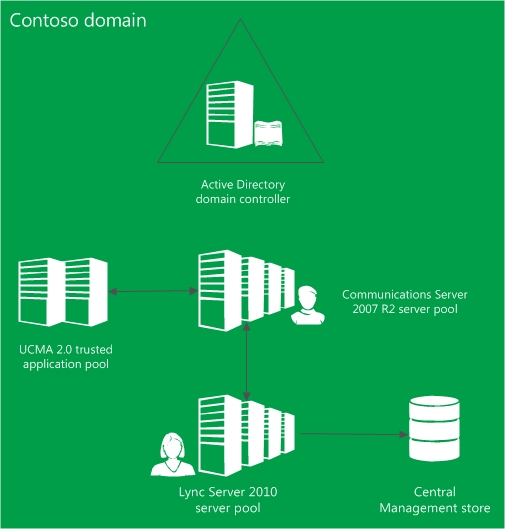 Contoso domain
Active Directory
domain controller
Communications Server
2007 R2 server pool
UCMA 2.0 trusted
application pool
Lync Server 2010
server pool
Central
Management store